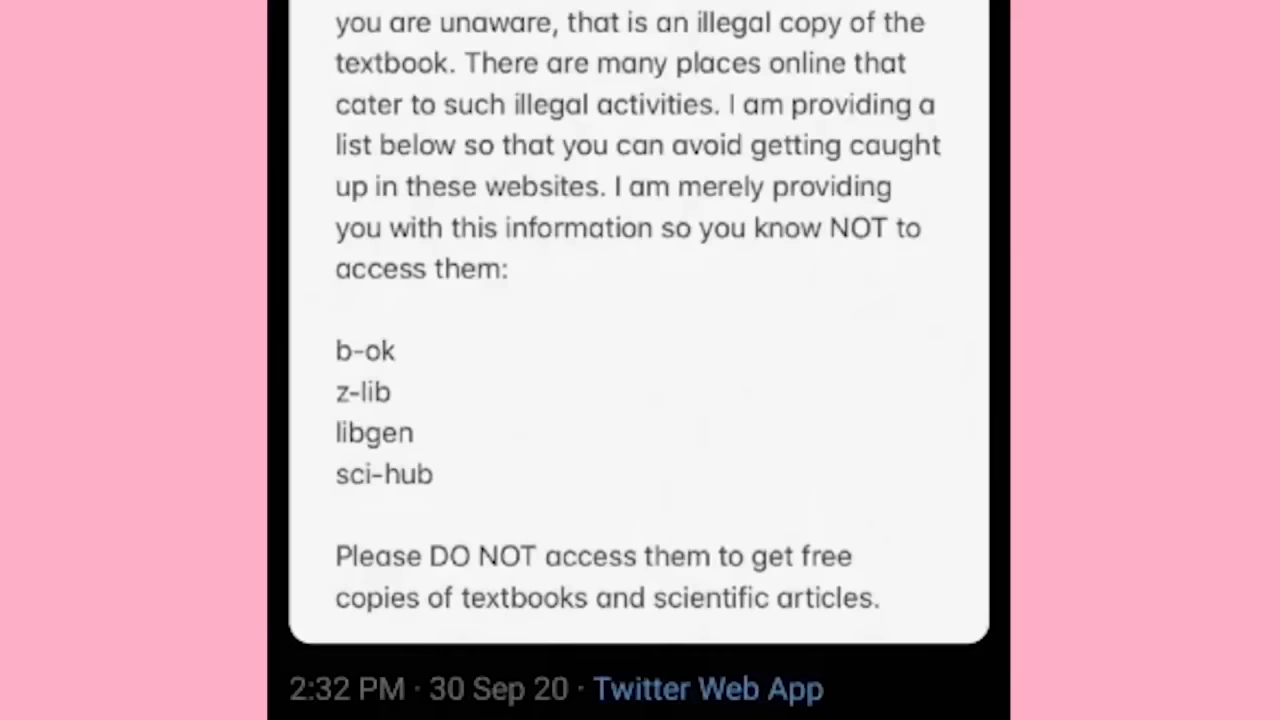 you are unaware, that is an illegal copy of the
textbook. There are many places online that
cater to such illegal activities. I am providing a
list below so that you can avoid getting caught
up in these websites. I am merely providing
you with this information so you know NOT to
access them:
b-ok
z-lib
libgen
sci-hub
Please DO NOT access them to get free
copies of textbooks and scientific articles.
2:32 PM · 30 Sep 20 · Twitter Web App